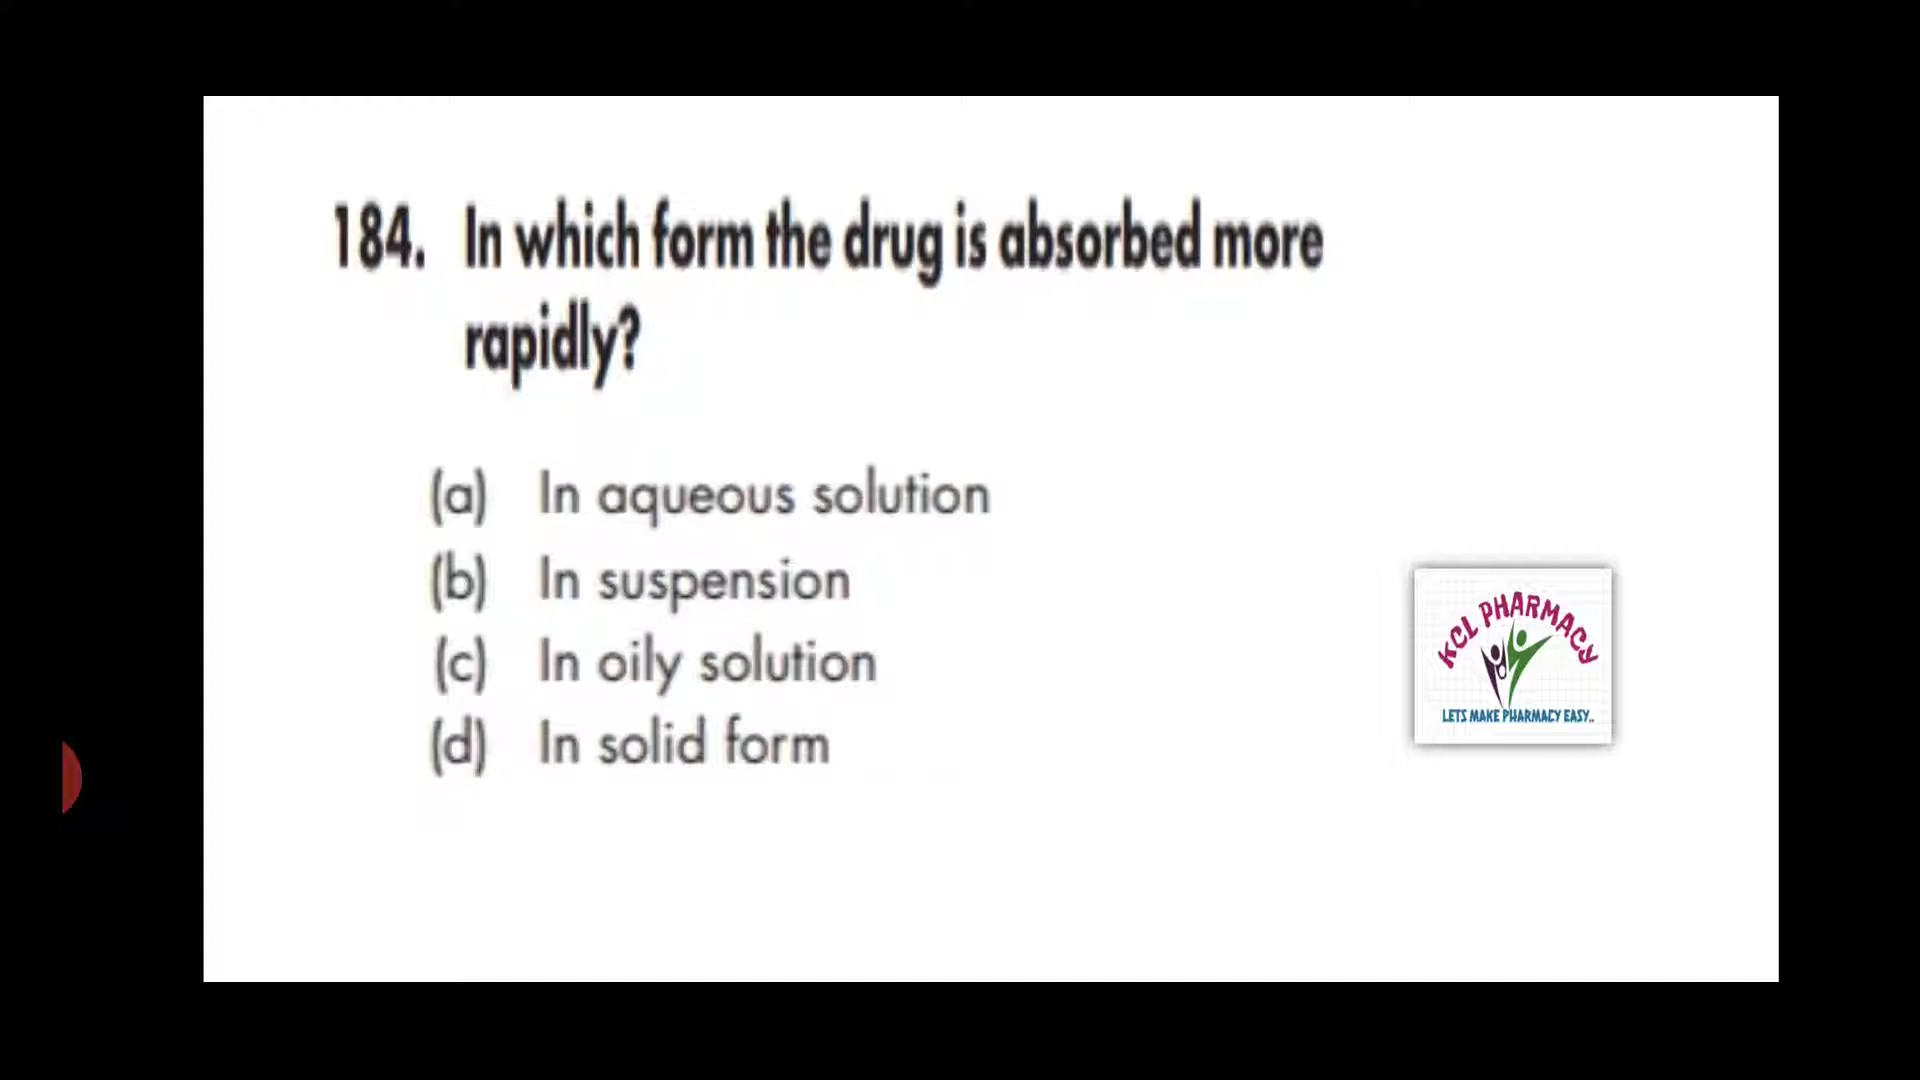 184. In which form the drug is absorbed more
rapidly?
(a) In aqueous solution
(b) In suspension
(c) In oily solution
(d) In solid form
KCL PHARMACY
LETS MAKE PHARMACY EASY..